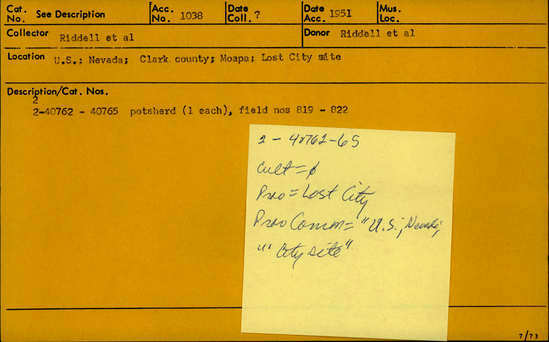 Cat. No. See Description Acc. No. 1038 Date Coll. ? Date Acc. 1951 Mus. Loc.
Collector Riddell et al Donor Riddell et al
Location U.S.; Nevada; Clark county; Moapa; Lost City site
Description/Cat. Nos.
2
2-40762 - 40765 potsherd (1 each), field nos 819 - 822
2 - 40762-65
Cult = ϕ
Prov = Lost City
Prov Comm = "U.S.; Nevada;
City site"
7/73